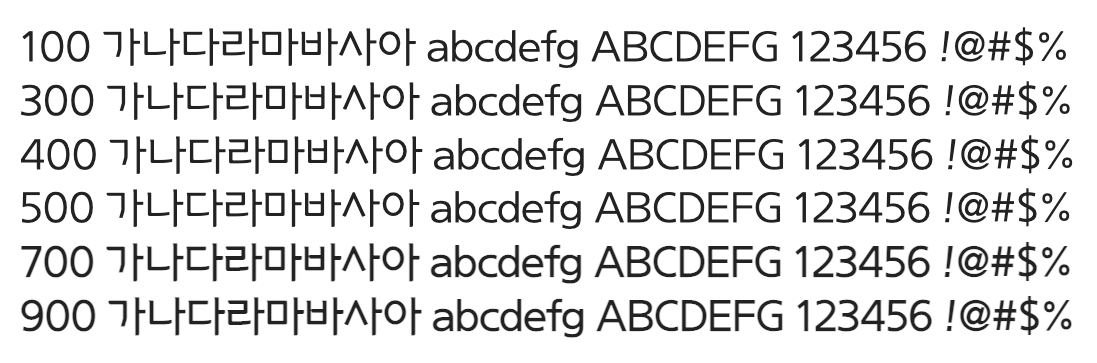 100 가나다라마바사아 abcdefg ABCDEFG 123456 !@#$%
300 가나다라마바사아 abcdefg ABCDEFG 123456 !@#$%
400 가나다라마바사아 abcdefg ABCDEFG 123456 !@#$%
500 가나다라마바사아 abcdefg ABCDEFG 123456 !@#$%
700 가나다라마바사아 abcdefg ABCDEFG 123456 !@#$%
900 가나다라마바사아 abcdefg ABCDEFG 123456 !@#$%